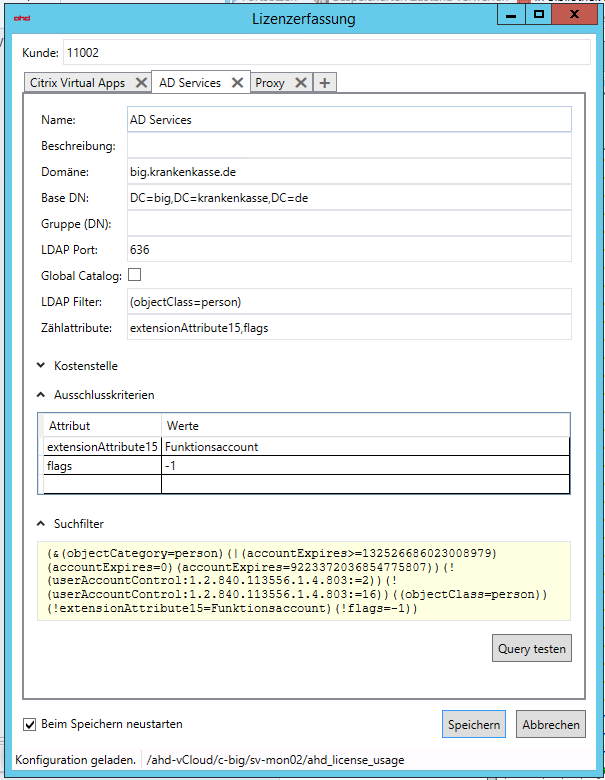 ahd Lizenzerfassung
Kunde: 11002
Citrix Virtual Apps AD Services Proxy +
Name: AD Services
Beschreibung:
Domäne: big.krankenkasse.de
Base DN: DC=big,DC=krankenkasse,DC=de
Gruppe (DN):
LDAP Port: 636
Global Catalog:
LDAP Filter: (objectClass=person)
Zählattribute: extensionAttribute15,flags
Kostenstelle
Ausschlusskriterien
Attribut Werte
extensionAttribute15 Funktionsaccount
flags -1
Suchfilter
(&(objectCategory=person)(|(accountExpires>=132526686023008979)
(accountExpires=0)(accountExpires=9223372036854775807))(!
(userAccountControl:1.2.840.113556.1.4.803:=2))(!
(userAccountControl:1.2.840.113556.1.4.803:=16))((objectClass=person))
(!extensionAttribute15=Funktionsaccount)(!flags=-1))
Query testen
Beim Speichern neustarten Speichern Abbrechen
Konfiguration geladen. /ahd-vCloud/c-big/sv-mon02/ahd_license_usage